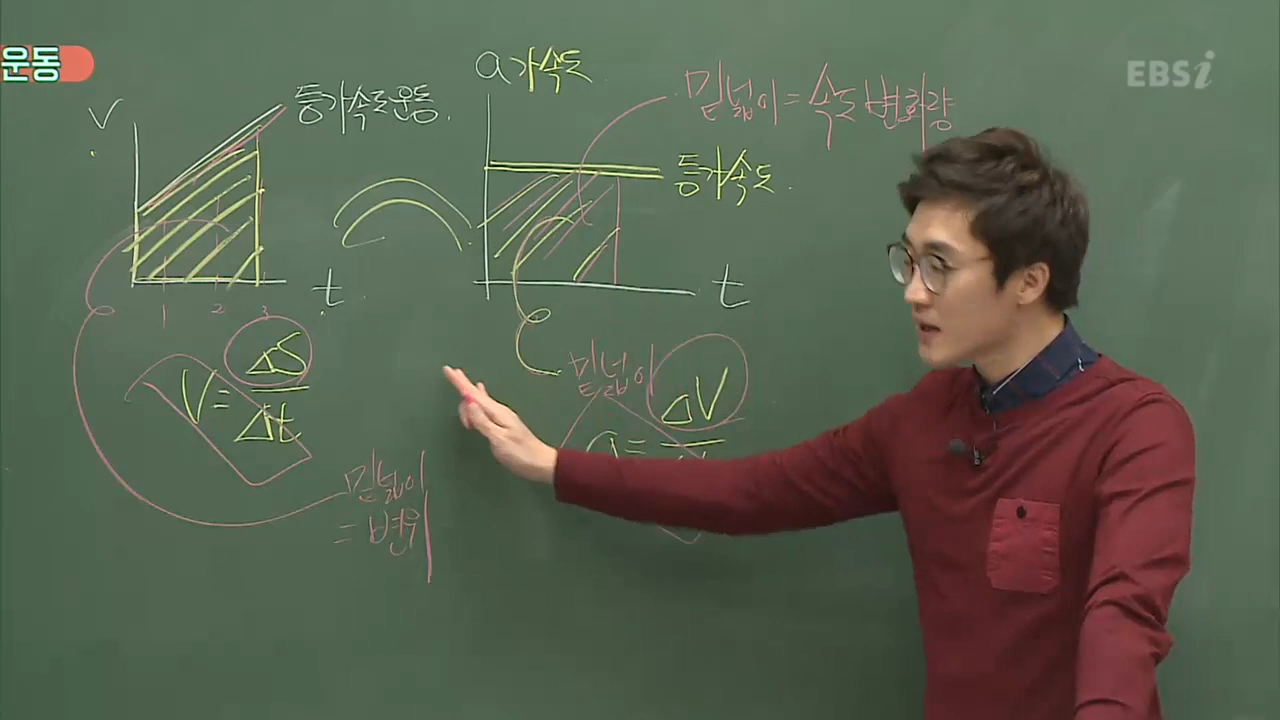 운동
EBSi
a 가속도
v
등가속도 운동.
밑넓이 = 속도 변화량
등가속도.
t
t
1 2 3
V = ΔS / Δt
밑넓이
ΔV
a =
밑넓이
= 변위